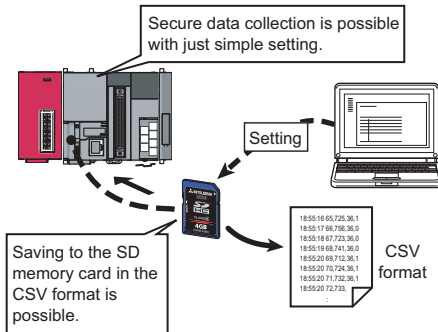 Secure data collection is possible
with just simple setting.
Setting
MITSUBISHI
SD
HC
4GB
18:55:16 65,725,36,1
18:55:17 66,756,36,0
18:55:18 67,723,36,0
18:55:19 68,741,36,0
18:55:20 69,712,36,1
18:55:20 70,724,36,1
18:55:20 71,732,36,1
18:55:20 72,733,
:
CSV
format
Saving to the SD
memory card in the
CSV format is
possible.